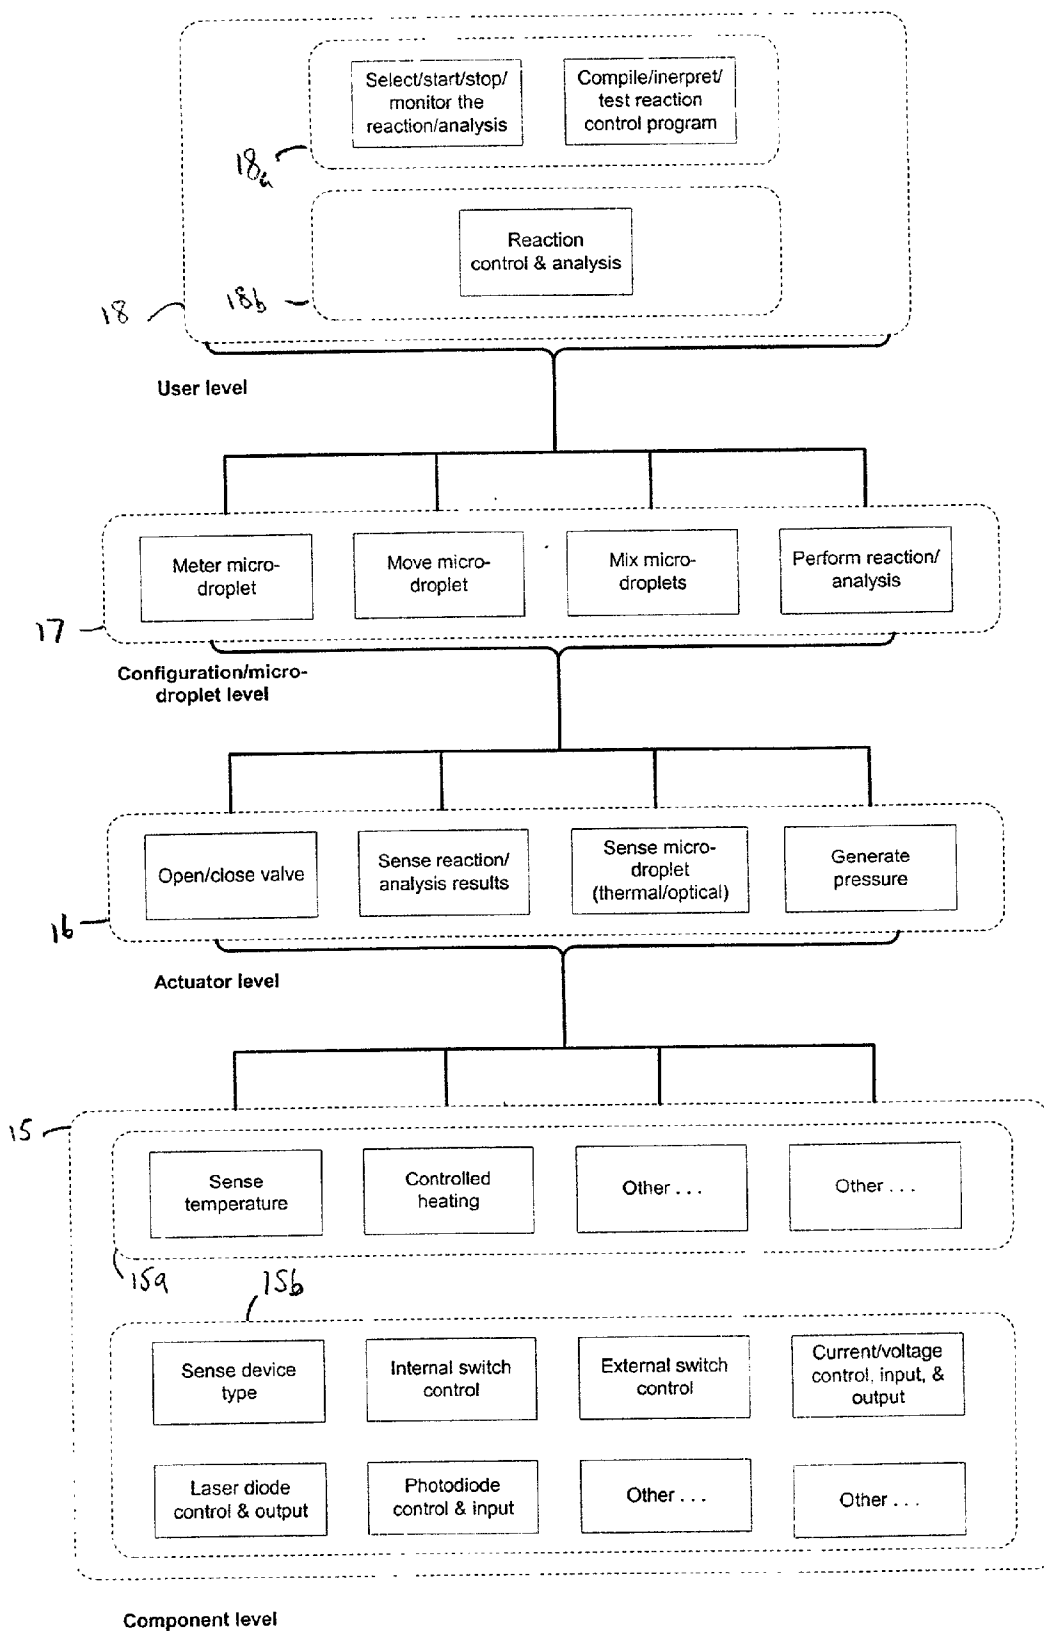 Select/start/stop/
monitor the
reaction/analysis
Compile/inerpret/
test reaction
control program
18a
Reaction
control & analysis
18b
18
User level
Meter micro-
droplet
Move micro-
droplet
Mix micro-
droplets
Perform reaction/
analysis
17
Configuration/micro-
droplet level
Open/close valve
Sense reaction/
analysis results
Sense micro-
droplet
(thermal/optical)
Generate
pressure
16
Actuator level
15
Sense
temperature
Controlled
heating
Other . . .
Other . . .
15a
15b
Sense device
type
Internal switch
control
External switch
control
Current/voltage
control, input, &
output
Laser diode
control & output
Photodiode
control & input
Other . . .
Other . . .
Component level